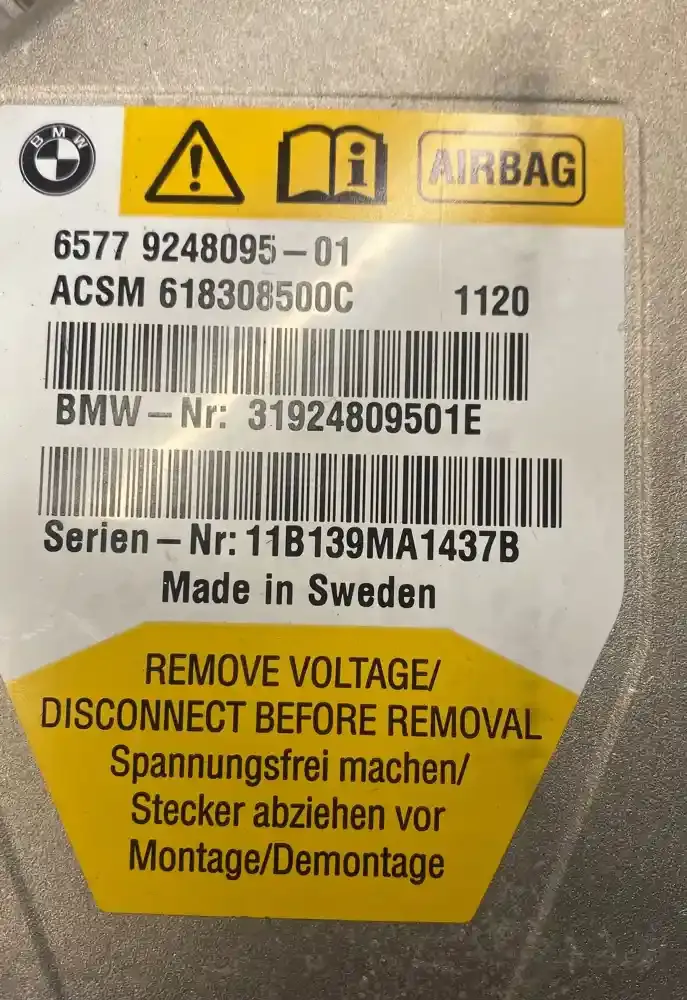 BMW
AIRBAG
6577 9248095-01
ACSM 618308500C 1120
BMW-Nr: 31924809501E
Serien-Nr: 11B139MA1437B
Made in Sweden
REMOVE VOLTAGE/
DISCONNECT BEFORE REMOVAL
Spannungsfrei machen/
Stecker abziehen vor
Montage/Demontage